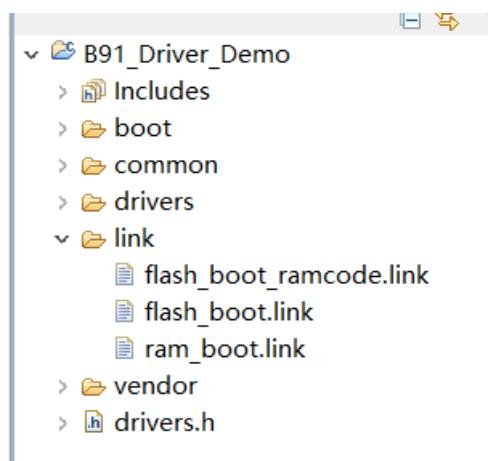 B91_Driver_Demo
Includes
boot
common
drivers
link
flash_boot_ramcode.link
flash_boot.link
ram_boot.link
vendor
drivers.h